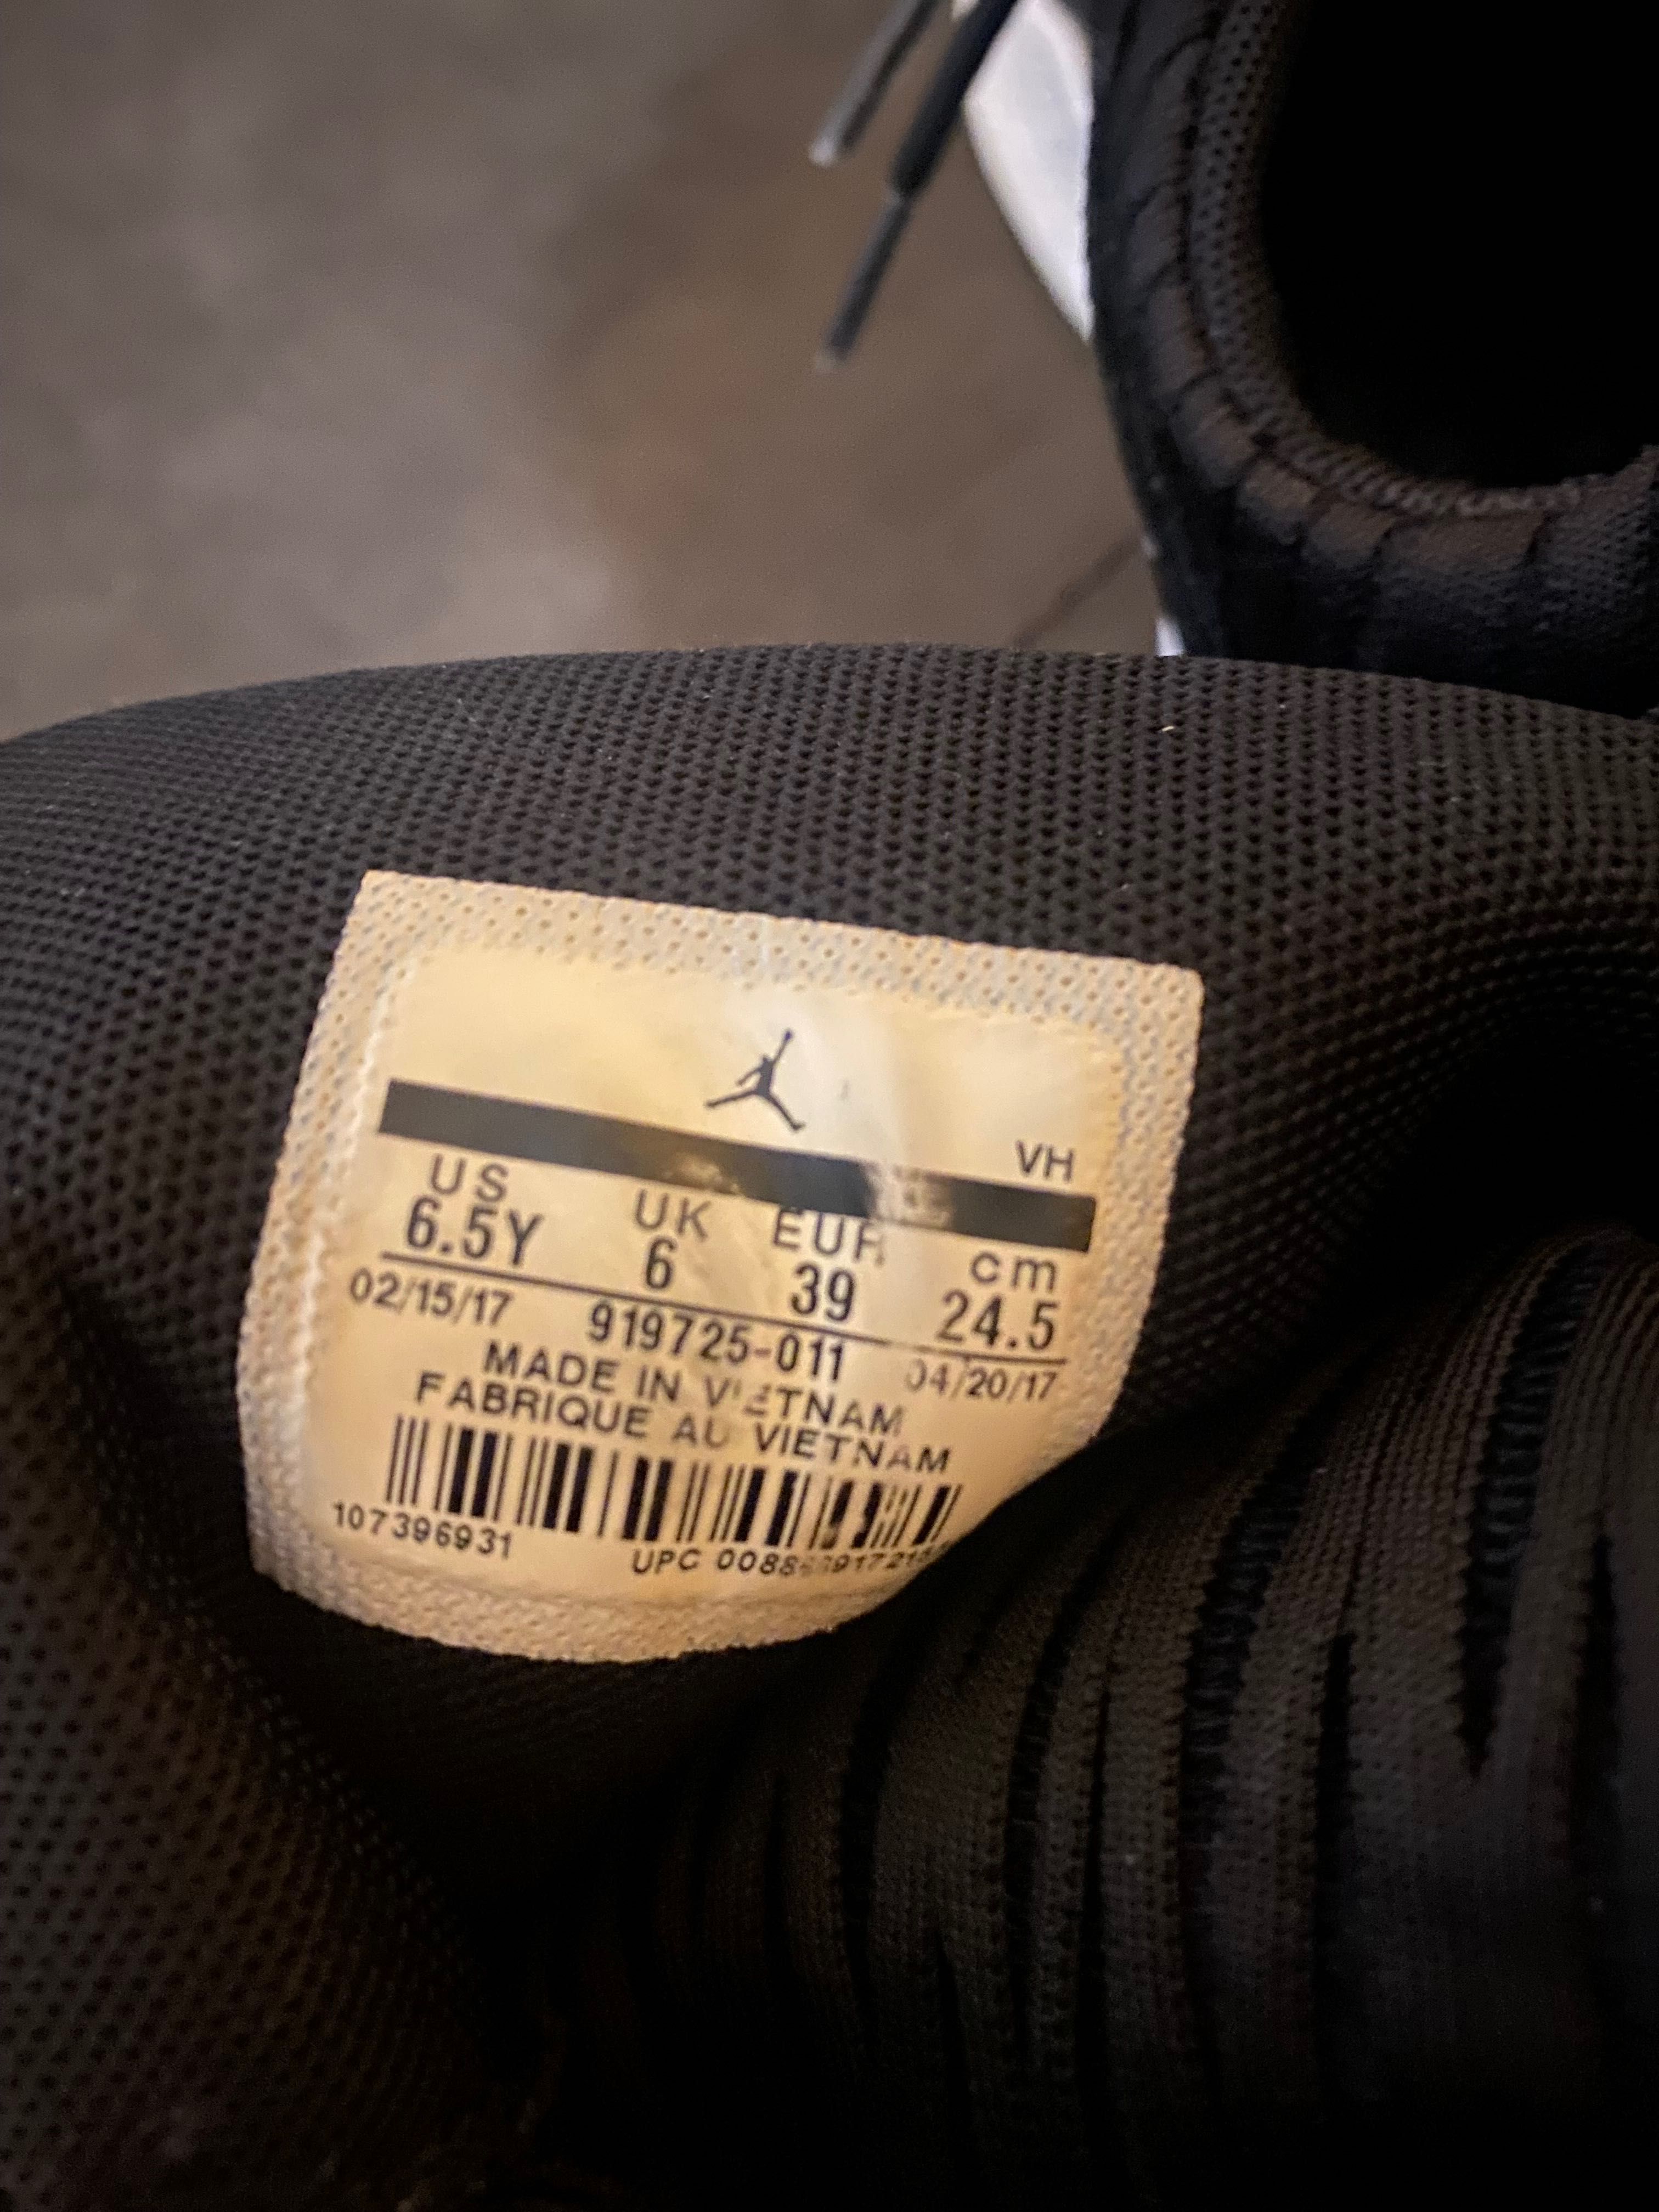 VH
US UK EUR cm
6.5Y 6 39 24.5
02/15/17 919725-011 04/20/17
MADE IN VIETNAM
FABRIQUE AU VIETNAM
107396931 UPC